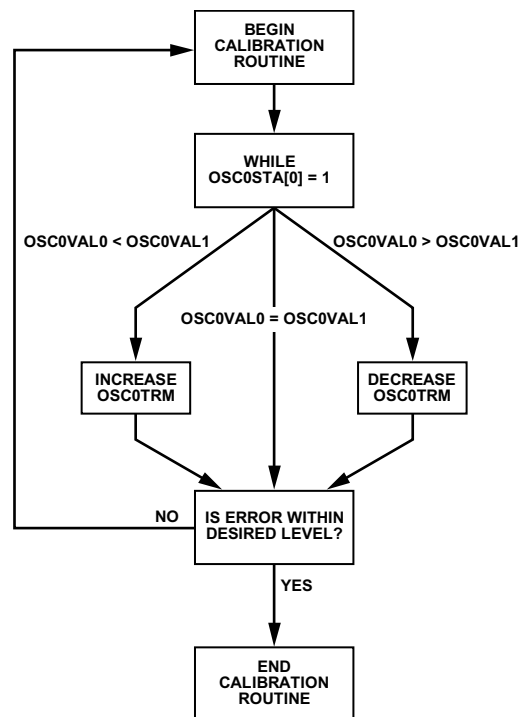 BEGIN
CALIBRATION
ROUTINE
WHILE
OSC0STA[0] = 1
OSC0VAL0 < OSC0VAL1
OSC0VAL0 > OSC0VAL1
OSC0VAL0 = OSC0VAL1
INCREASE
OSC0TRM
DECREASE
OSC0TRM
NO
IS ERROR WITHIN
DESIRED LEVEL?
YES
END
CALIBRATION
ROUTINE